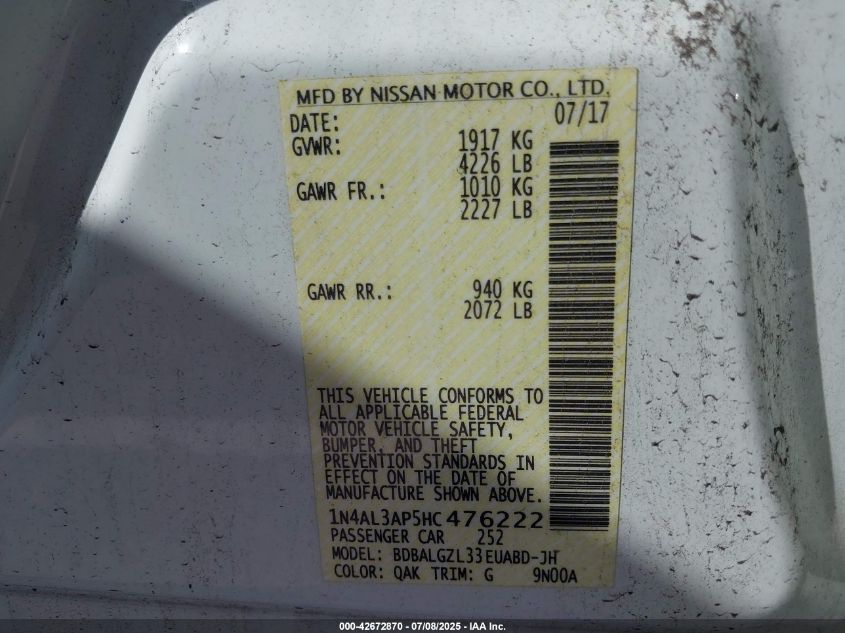 MFD BY NISSAN MOTOR CO., LTD.
DATE: 07/17
GVWR: 1917 KG
4226 LB
GAWR FR.: 1010 KG
2227 LB
GAWR RR.: 940 KG
2072 LB
THIS VEHICLE CONFORMS TO
ALL APPLICABLE FEDERAL
MOTOR VEHICLE SAFETY,
BUMPER, AND THEFT
PREVENTION STANDARDS IN
EFFECT ON THE DATE OF
MANUFACTURE SHOWN ABOVE.
1N4AL3AP5HC476222
PASSENGER CAR 252
MODEL: BDBALGZL33EUABD-JH
COLOR: QAK TRIM: G 9N00A
000-42672870 - 07/08/2025 - IAA Inc.